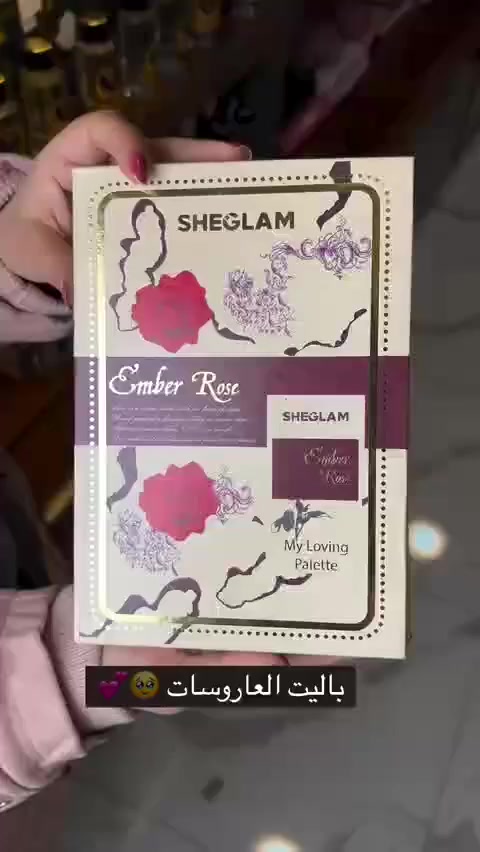 SHEGLAM
Ember Rose
SHEGLAM
Ember
Rose
My Loving
Palette
باليت العاروسات 🥹💕